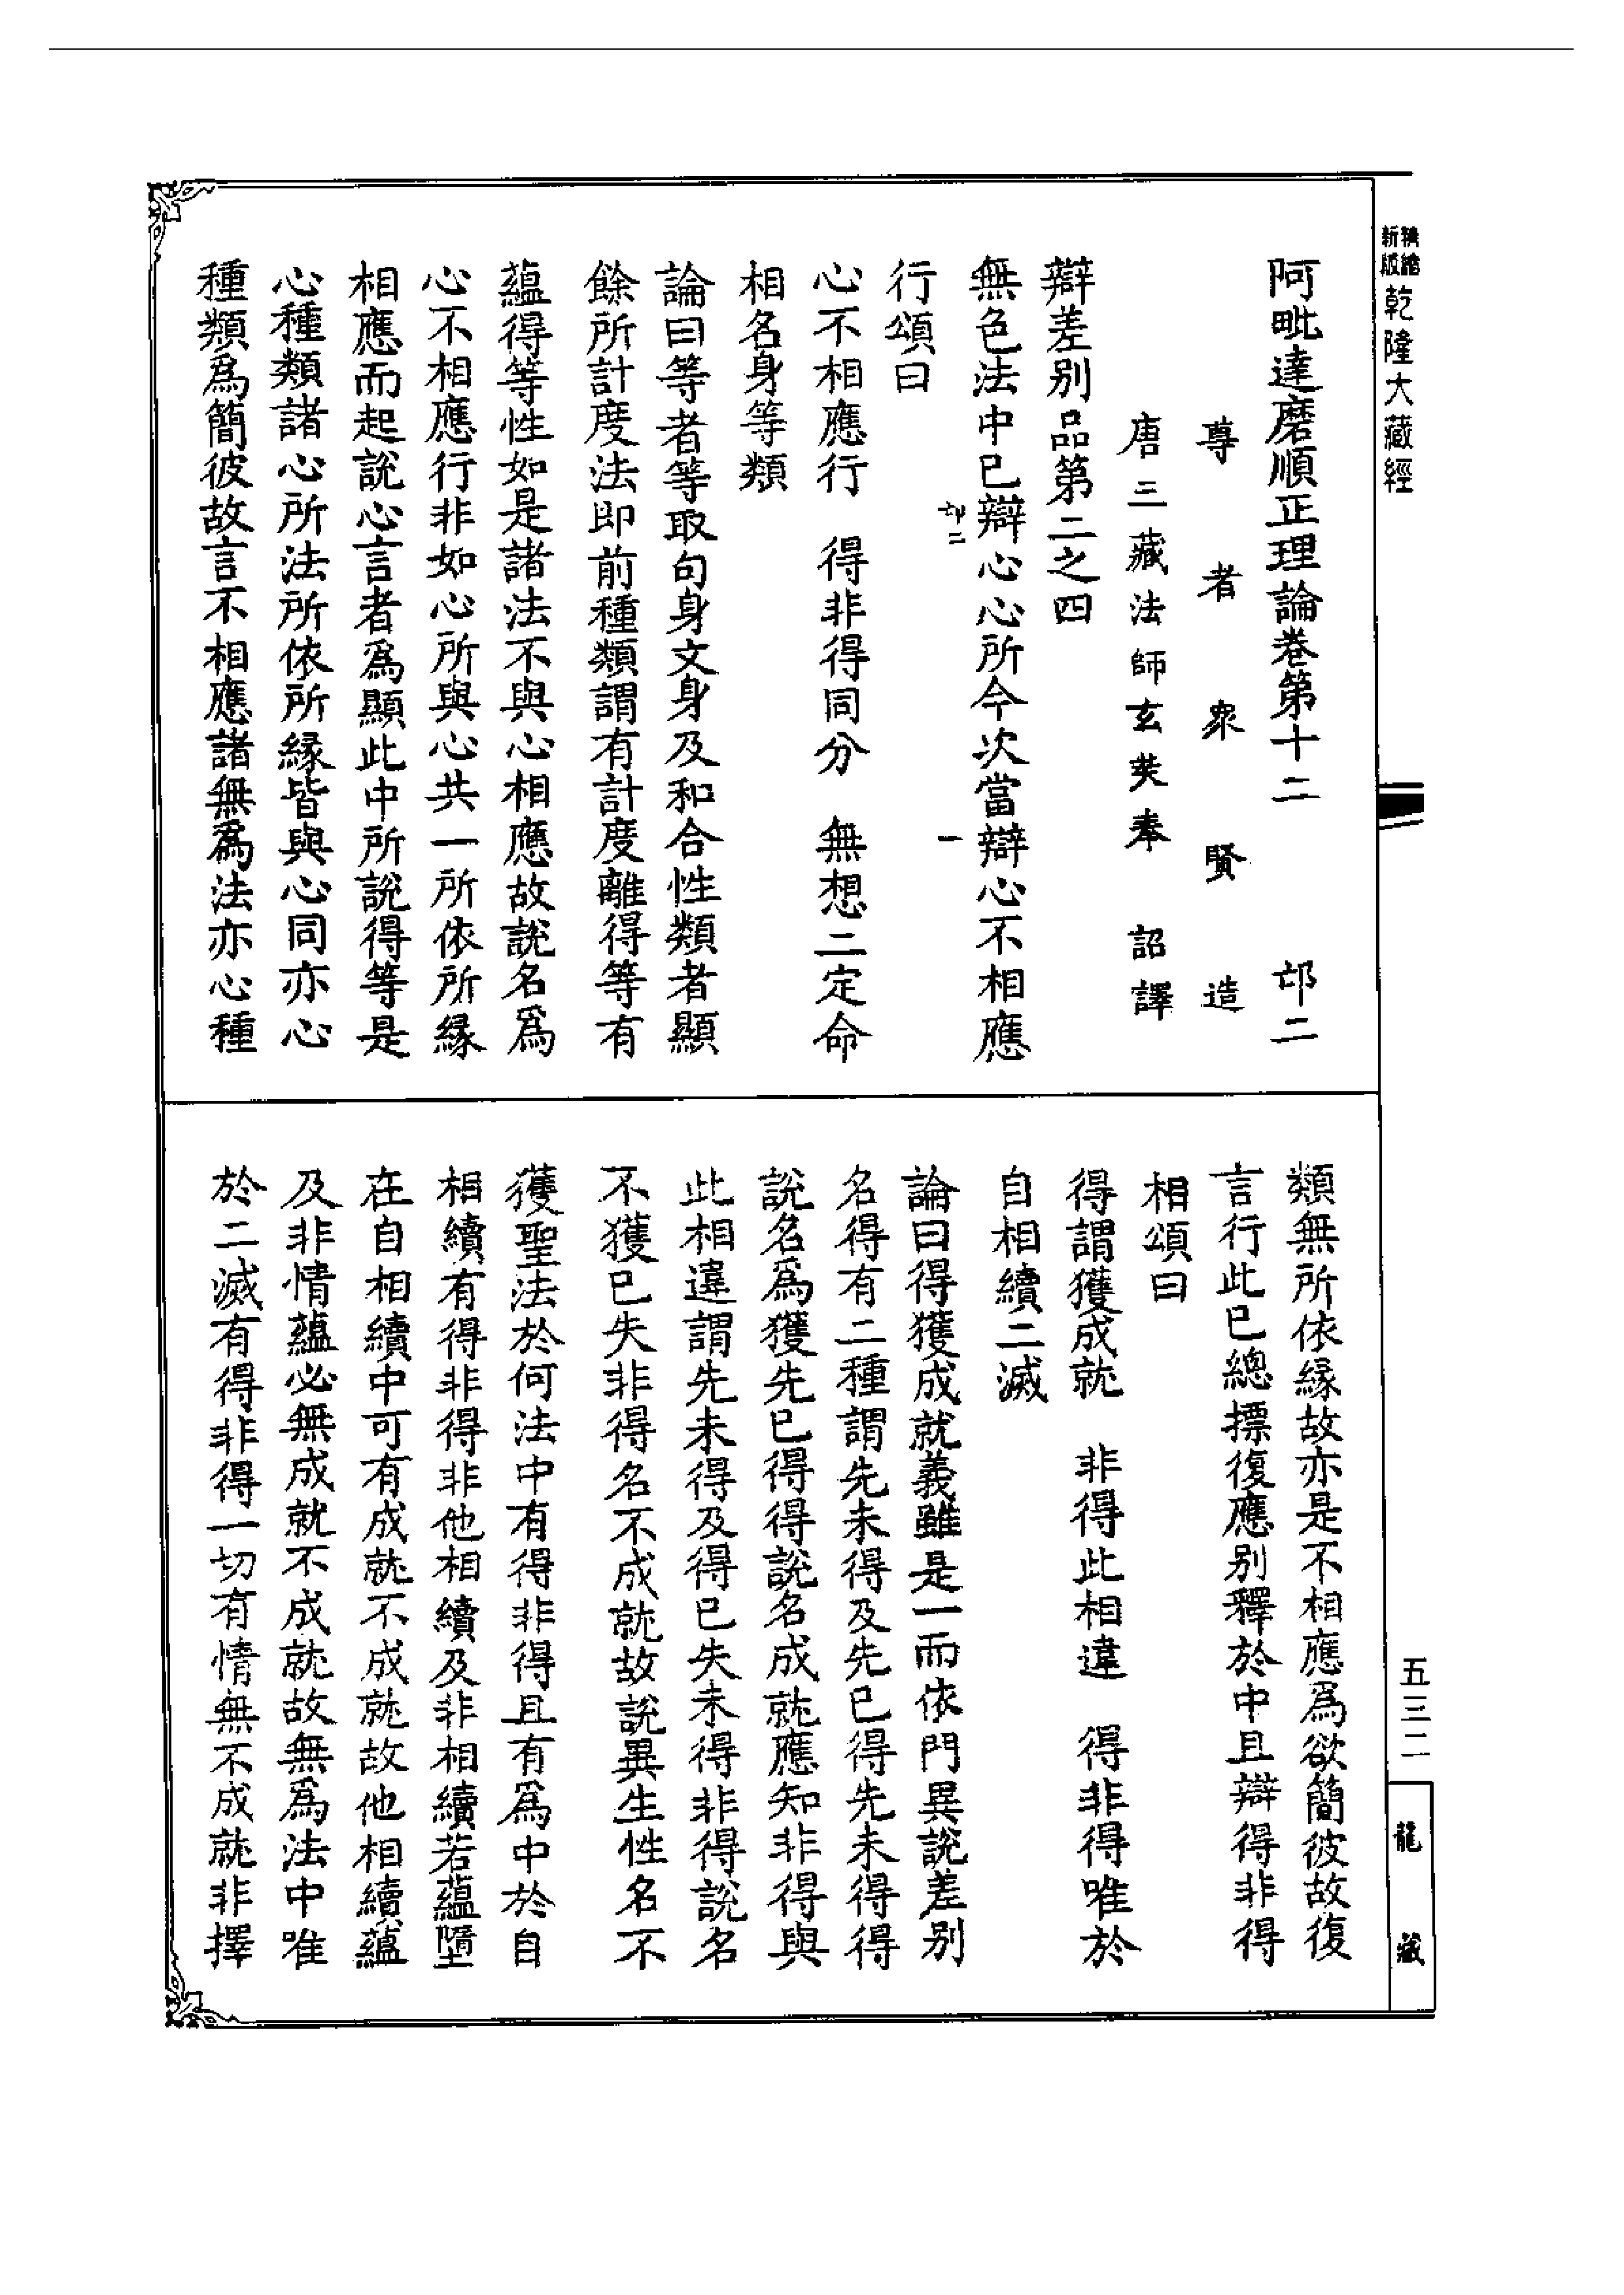 新版精縮乾隆大藏經
阿毗達磨順正理論卷第十二　邙二
尊者衆賢造
唐三藏法師玄奘奉　詔譯
辯差別品第二之四
無色法中已辯心心所今次當辯心不相應
邙二　一
行頌曰
心不相應行　得非得同分　無想二定命
相名身等類
論曰等者等取句身文身及和合性類者顯
餘所計度法即前種類謂有計度離得等有
蘊得等性如是諸法不與心相應故說名爲
心不相應行非如心所與心共一所依所緣
相應而起說心言者爲顯此中所說得等是
心種類諸心所法所依所緣皆與心同亦心
種類爲簡彼故言不相應諸無爲法亦心種
類無所依緣故亦是不相應爲欲簡彼故復
言行此已總摽復應別釋於中且辯得非得
相頌曰
得謂獲成就　非得此相違　得非得唯於
自相續二滅
論曰得獲成就義雖是一而依門異說差別
名得有二種謂先未得及先已得先未得得
說名爲獲先已得得說名成就應知非得與
此相違謂先未得及得已失未得非得說名
不獲已失非得名不成就故說異生性名不
獲聖法於何法中有得非得且有爲中於自
相續有得非得非他相續及非相續若蘊墮
在自相續中可有成就不成就故他相續蘊
及非情蘊必無成就不成就故無爲法中唯
於二滅有得非得一切有情無不成就非擇
五三二
龍藏